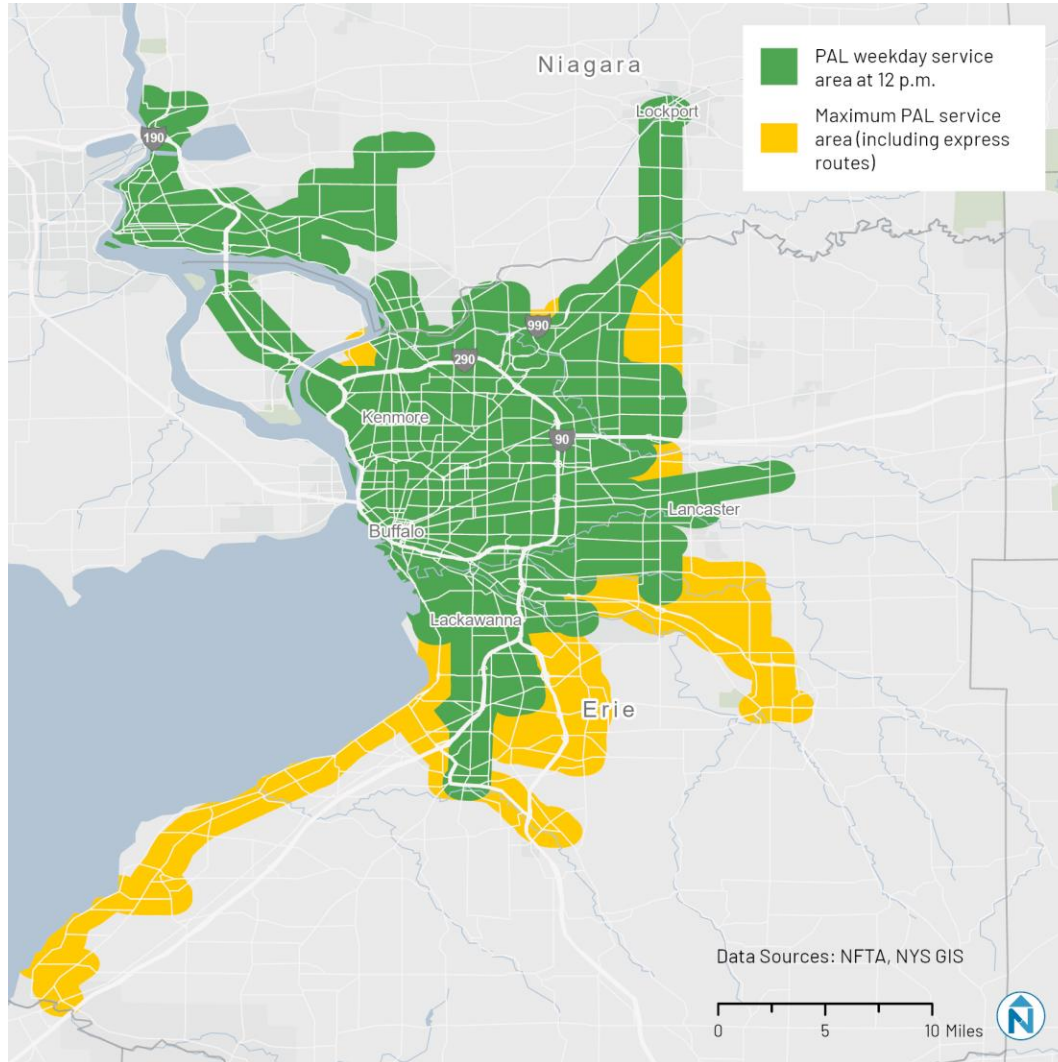 Niagara
Lockport
PAL weekday service
area at 12 p.m.
Maximum PAL service
area (including express
routes)
190
990
290
Kenmore
90
Lancaster
Buffalo
Lackawanna
Erie
Data Sources: NFTA, NYS GIS
0 5 10 Miles
N